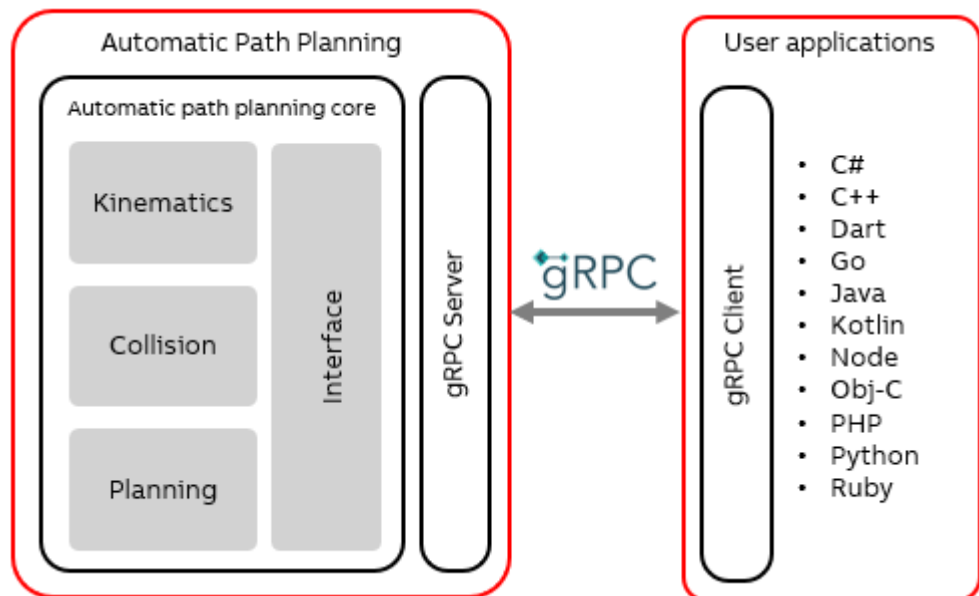 Automatic Path Planning
Automatic path planning core
Kinematics
Collision
Planning
Interface
gRPC Server
gRPC
User applications
gRPC Client
• C#
• C++
• Dart
• Go
• Java
• Kotlin
• Node
• Obj-C
• PHP
• Python
• Ruby